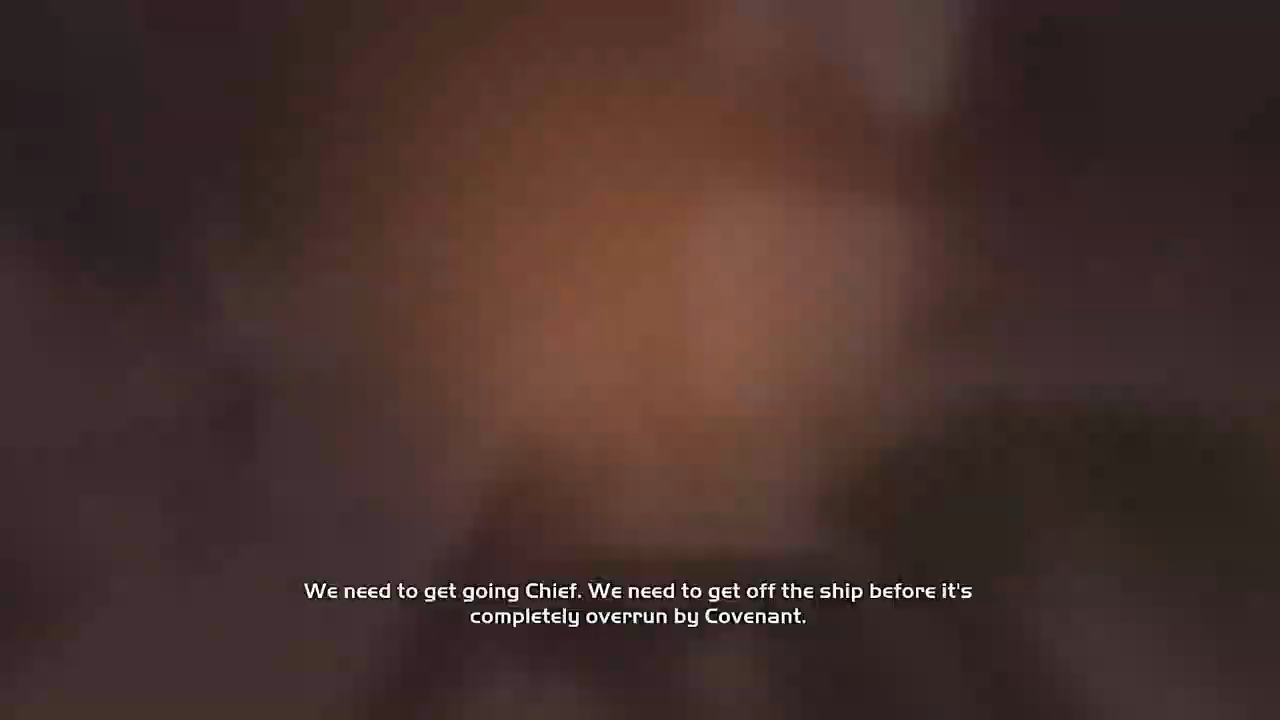 We need to get going Chief. We need to get off the ship before it's
completely overrun by Covenant.